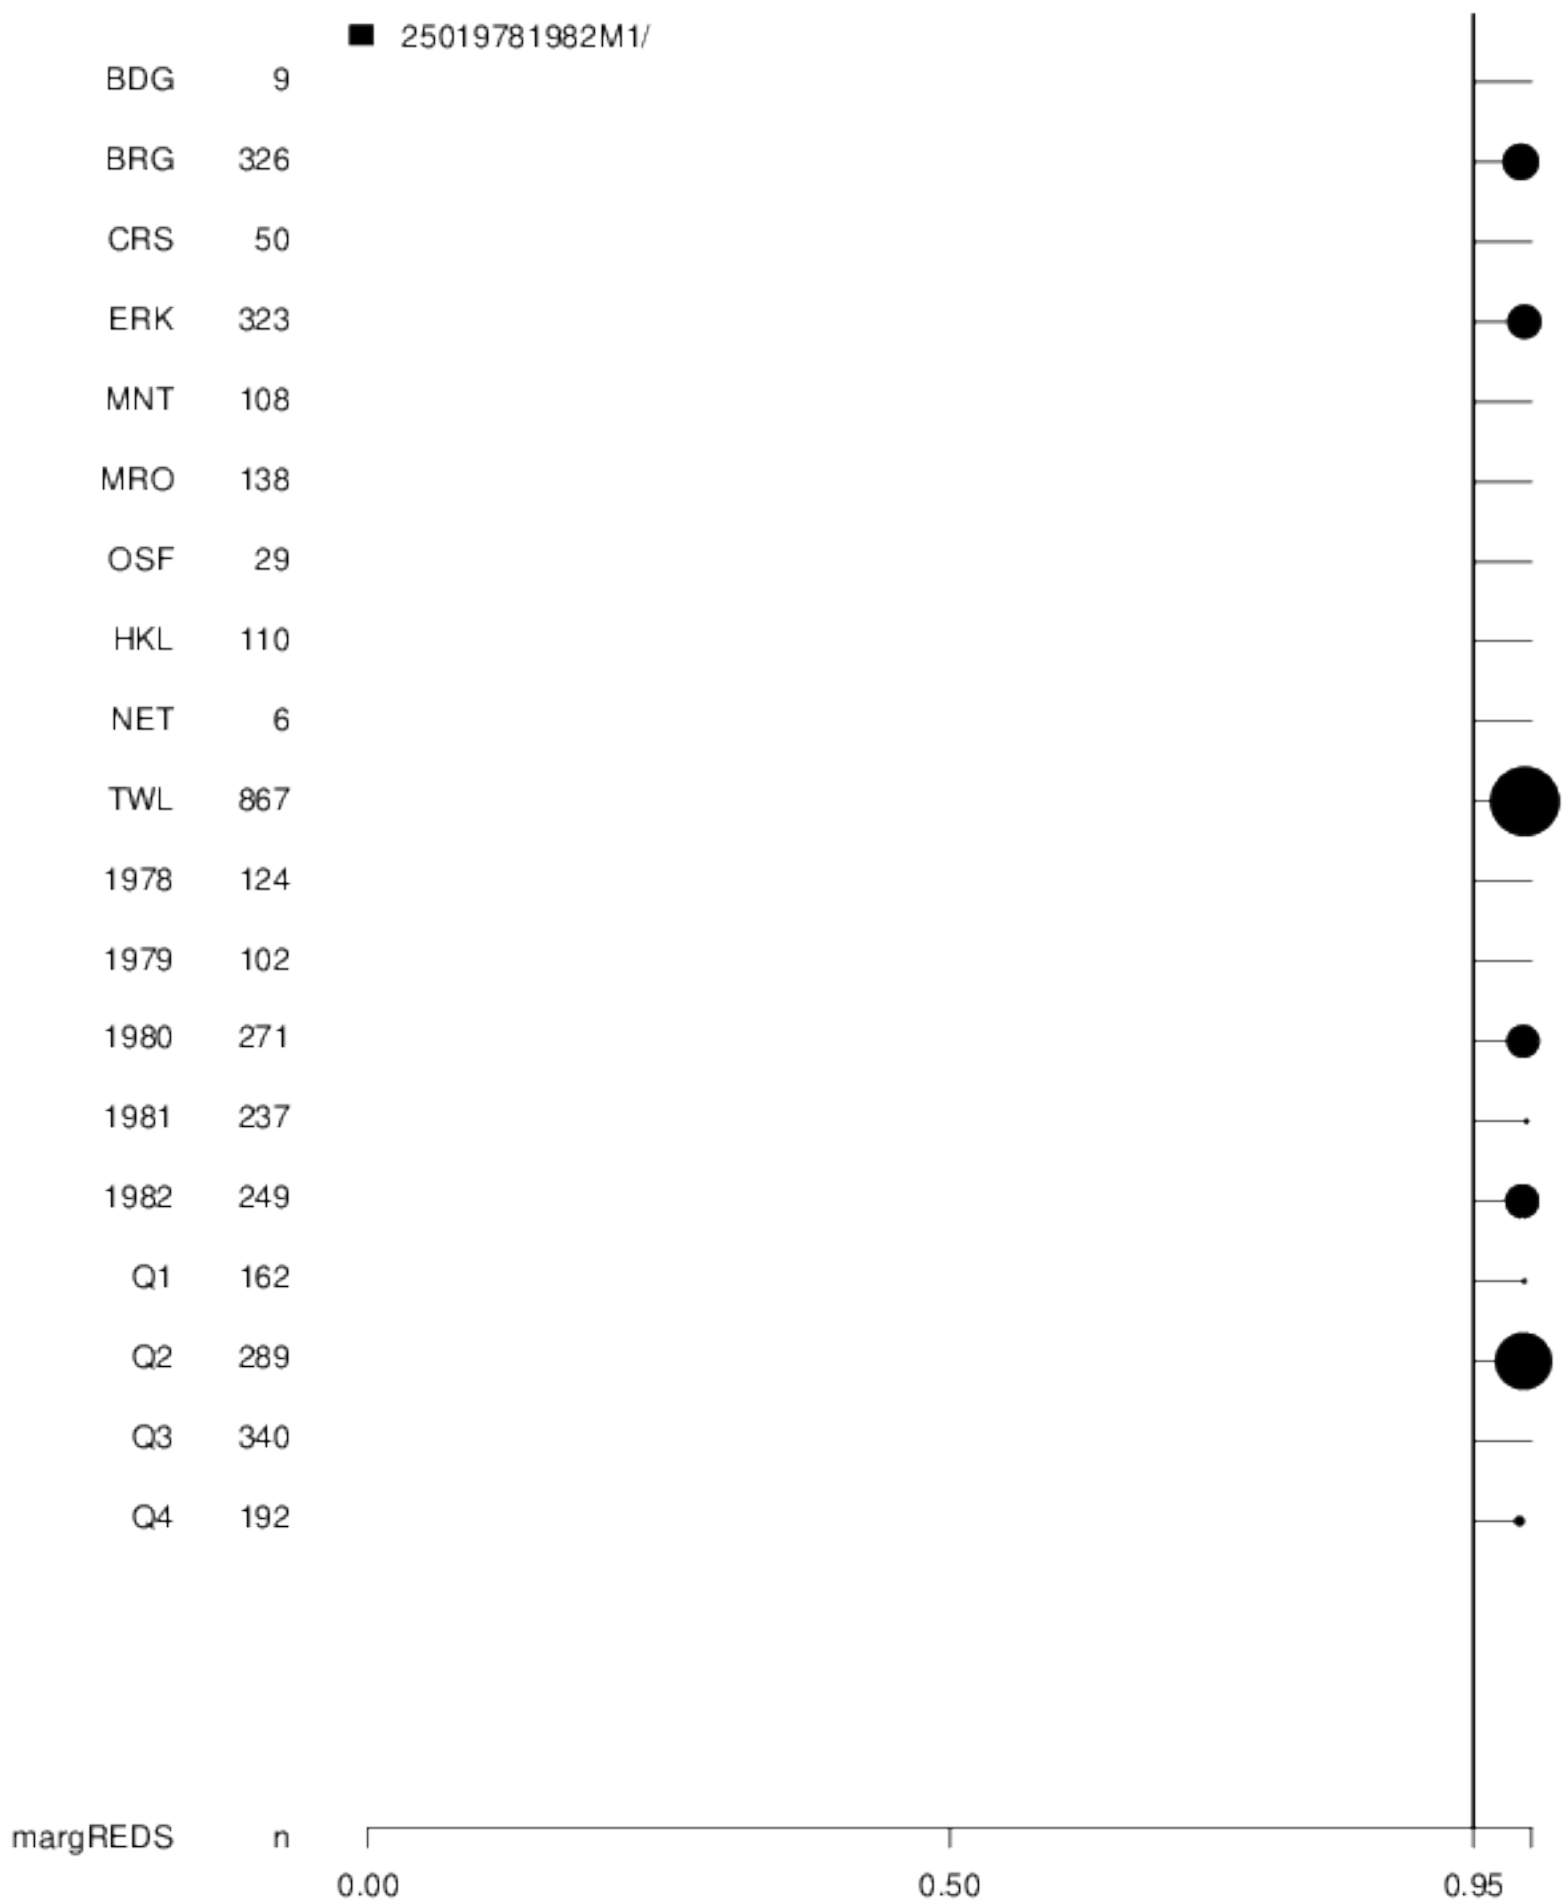 25019781982M1/
BDG 9
BRG 326
CRS 50
ERK 323
MNT 108
MRO 138
OSF 29
HKL 110
NET 6
TWL 867
1978 124
1979 102
1980 271
1981 237
1982 249
Q1 162
Q2 289
Q3 340
Q4 192
margREDS n
0.00 0.50 0.95